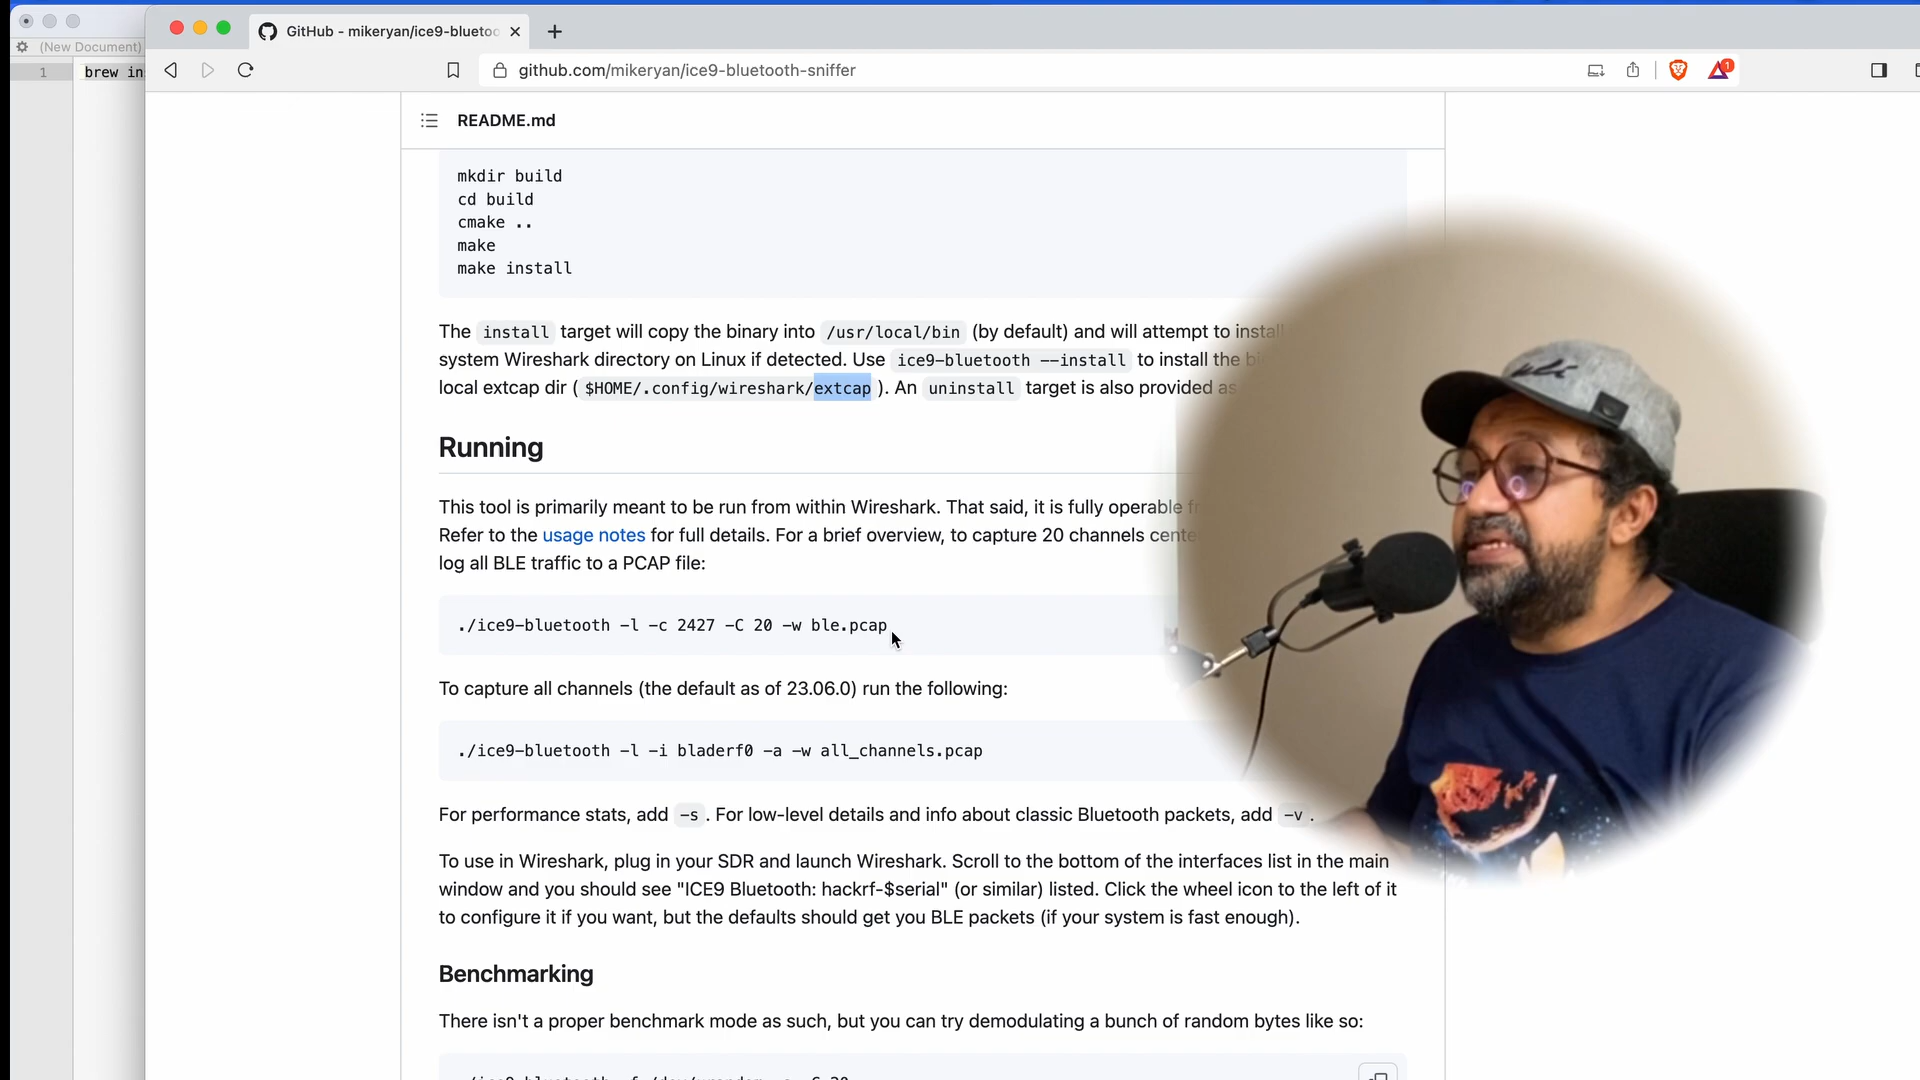 GitHub - mikeryan/ice9-bluetoo
(New Document)
1 brew in
github.com/mikeryan/ice9-bluetooth-sniffer
1
README.md
mkdir build
cd build
cmake ..
make
make install
The install target will copy the binary into /usr/local/bin (by default) and will attempt to install
system Wireshark directory on Linux if detected. Use ice9-bluetooth --install to install the
local extcap dir ( $HOME/.config/wireshark/extcap ). An uninstall target is also provided as
Running
This tool is primarily meant to be run from within Wireshark. That said, it is fully operable
Refer to the usage notes for full details. For a brief overview, to capture 20 channels
log all BLE traffic to a PCAP file:
./ice9-bluetooth -l -c 2427 -C 20 -w ble.pcap
To capture all channels (the default as of 23.06.0) run the following:
./ice9-bluetooth -l -i bladerf0 -a -w all_channels.pcap
For performance stats, add -s. For low-level details and info about classic Bluetooth packets, add -v.
To use in Wireshark, plug in your SDR and launch Wireshark. Scroll to the bottom of the interfaces list in the main
window and you should see "ICE9 Bluetooth: hackrf-$serial" (or similar) listed. Click the wheel icon to the left of it
to configure it if you want, but the defaults should get you BLE packets (if your system is fast enough).
Benchmarking
There isn't a proper benchmark mode as such, but you can try demodulating a bunch of random bytes like so: